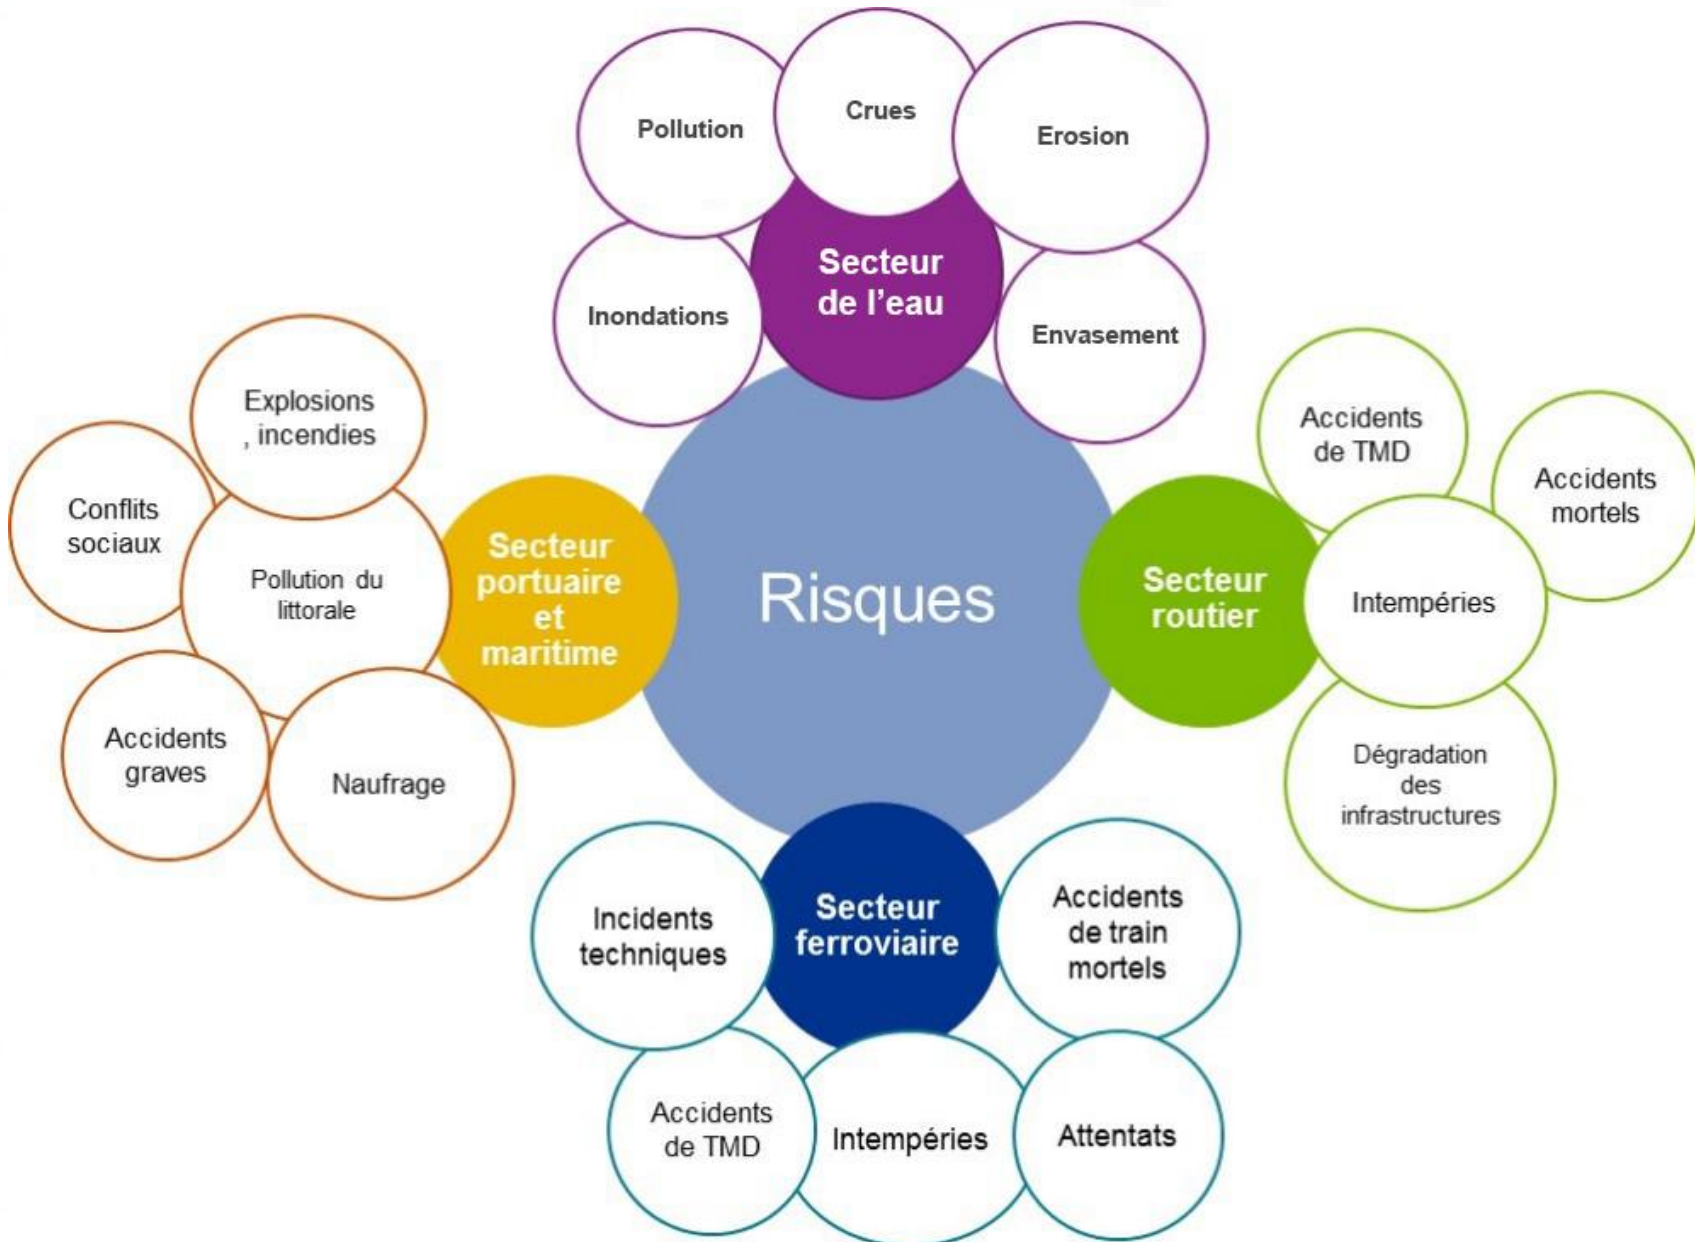 Pollution
Crues
Erosion
Inondations
Secteur
de l’eau
Envasement
Explosions
, incendies
Conflits
sociaux
Pollution du
littorale
Accidents
graves
Naufrage
Secteur
portuaire
et
maritime
Risques
Secteur
routier
Accidents
de TMD
Accidents
mortels
Intempéries
Dégradation
des
infrastructures
Incidents
techniques
Secteur
ferroviaire
Accidents
de train
mortels
Accidents
de TMD
Intempéries
Attentats